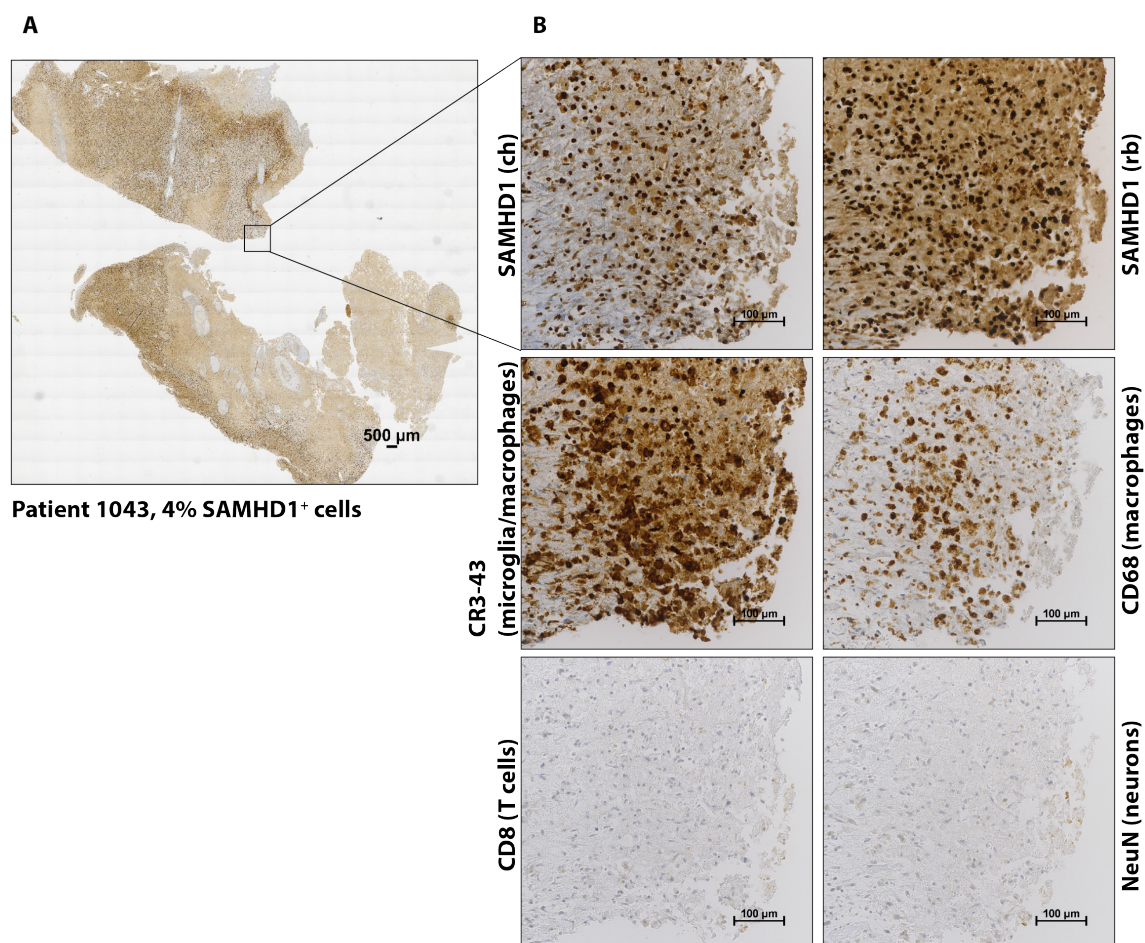 A
B
SAMHD1 (ch)
100 µm
100 µm
SAMHD1 (rb)
500 µm
Patient 1043, 4% SAMHD1⁺ cells
CR3-43
(microglia/macrophages)
100 µm
100 µm
CD68 (macrophages)
CD8 (T cells)
100 µm
100 µm
NeuN (neurons)